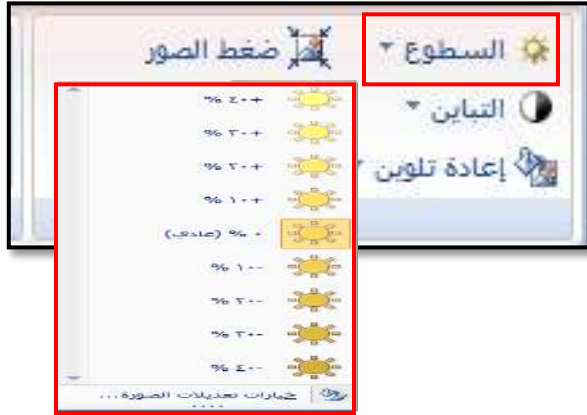 السطوع
ضغط الصور
التباين
إعادة تلوين
+٤٠ %
+٣٠ %
+٢٠ %
+١٠ %
٠ % (عادي)
-١٠ %
-٢٠ %
-٣٠ %
-٤٠ %
خيارات تعديلات الصورة...